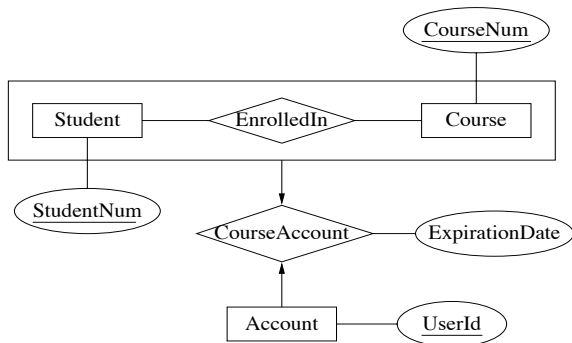 CourseNum
Student
EnrolledIn
Course
StudentNum
CourseAccount
ExpirationDate
Account
UserId